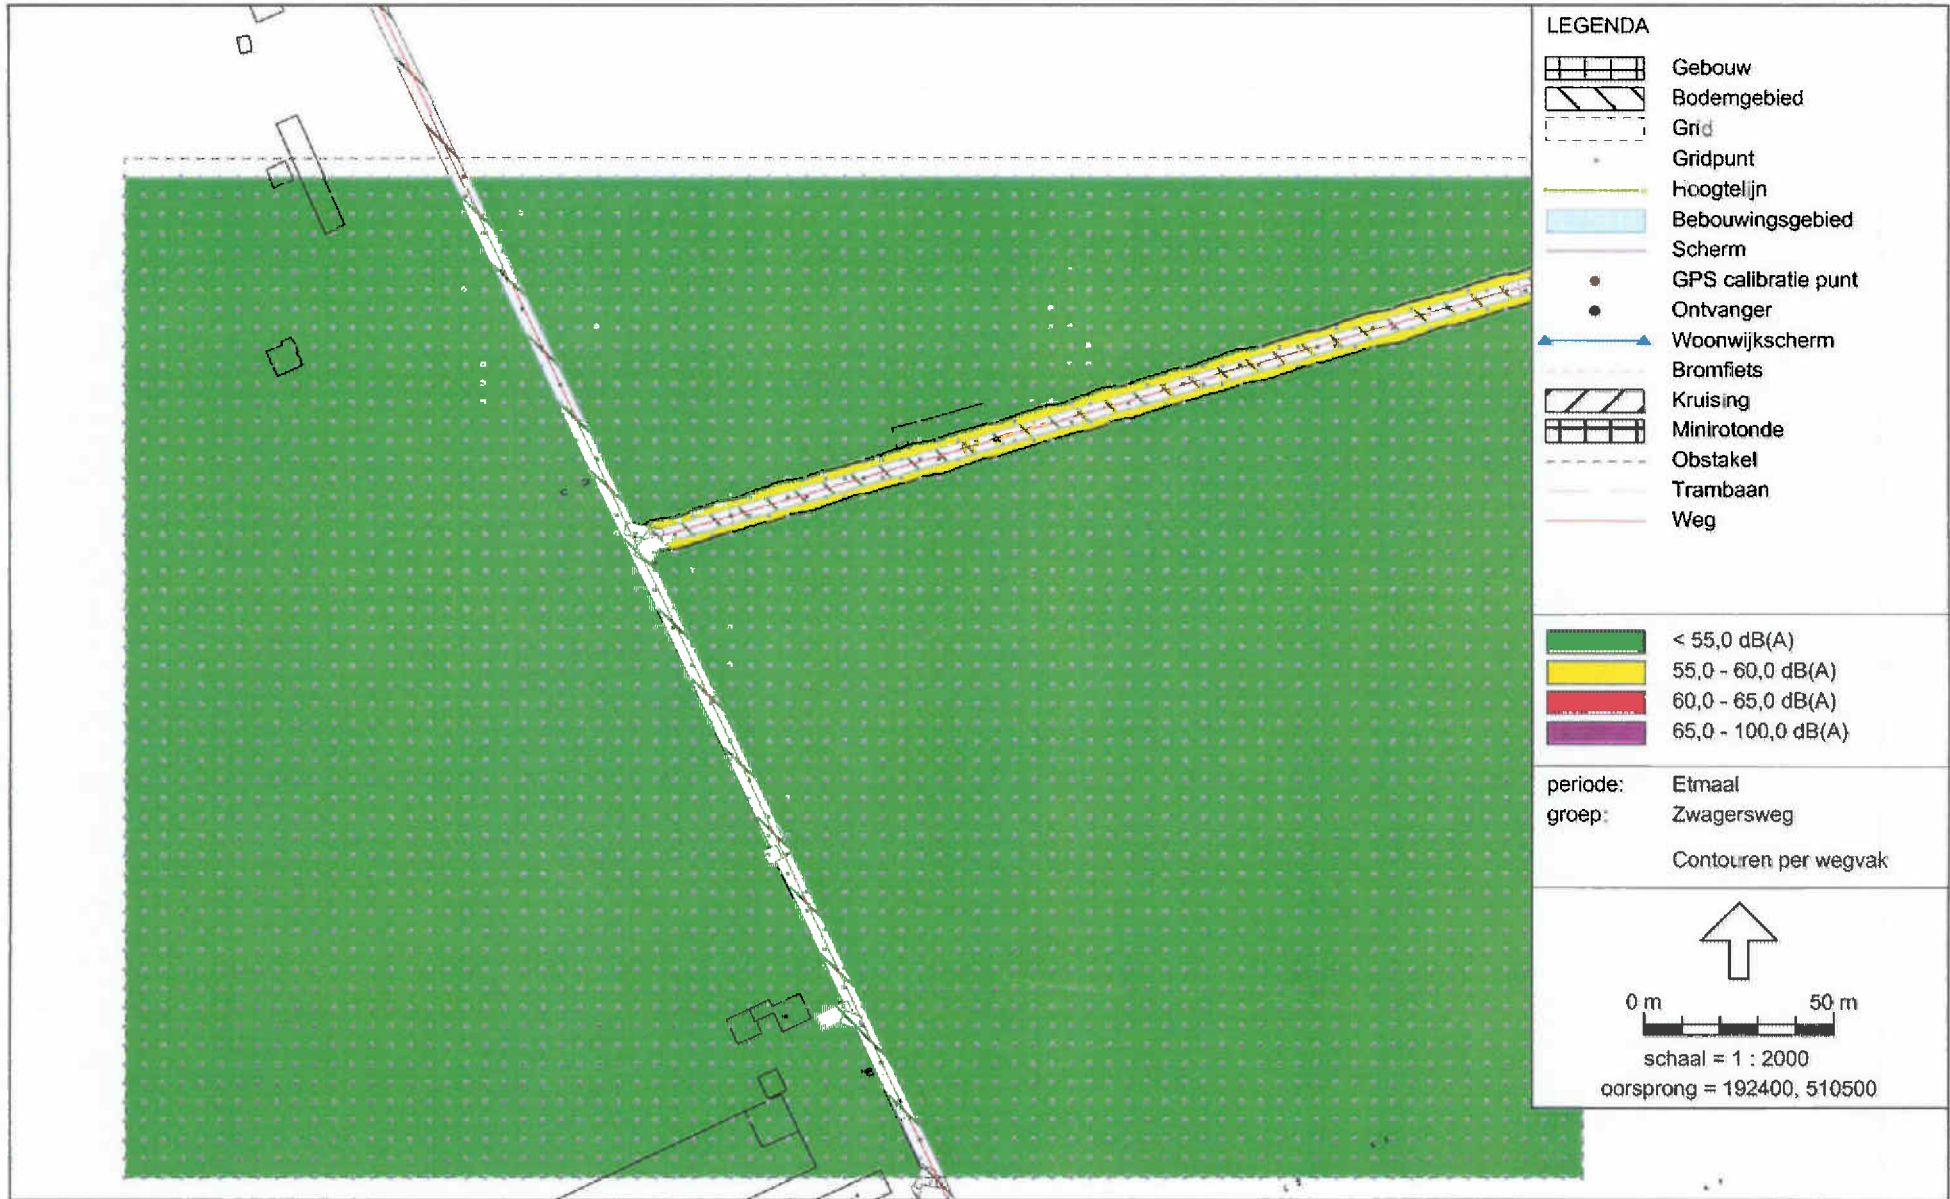 LEGENDA
Gebouw
Bodemgebied
Grid
Gridpunt
Hoogtelijn
Bebouwingsgebied
Scherm
GPS calibratie punt
Ontvanger
Woonwijkscherm
Bromfiets
Kruising
Minirotonde
Obstakel
Trambaan
Weg
< 55,0 dB(A)
55,0 - 60,0 dB(A)
60,0 - 65,0 dB(A)
65,0 - 100,0 dB(A)
periode: Etmaal
groep: Zwagersweg
Contouren per wegvak
0 m 50 m
schaal = 1 : 2000
oorsprong = 192400, 510500